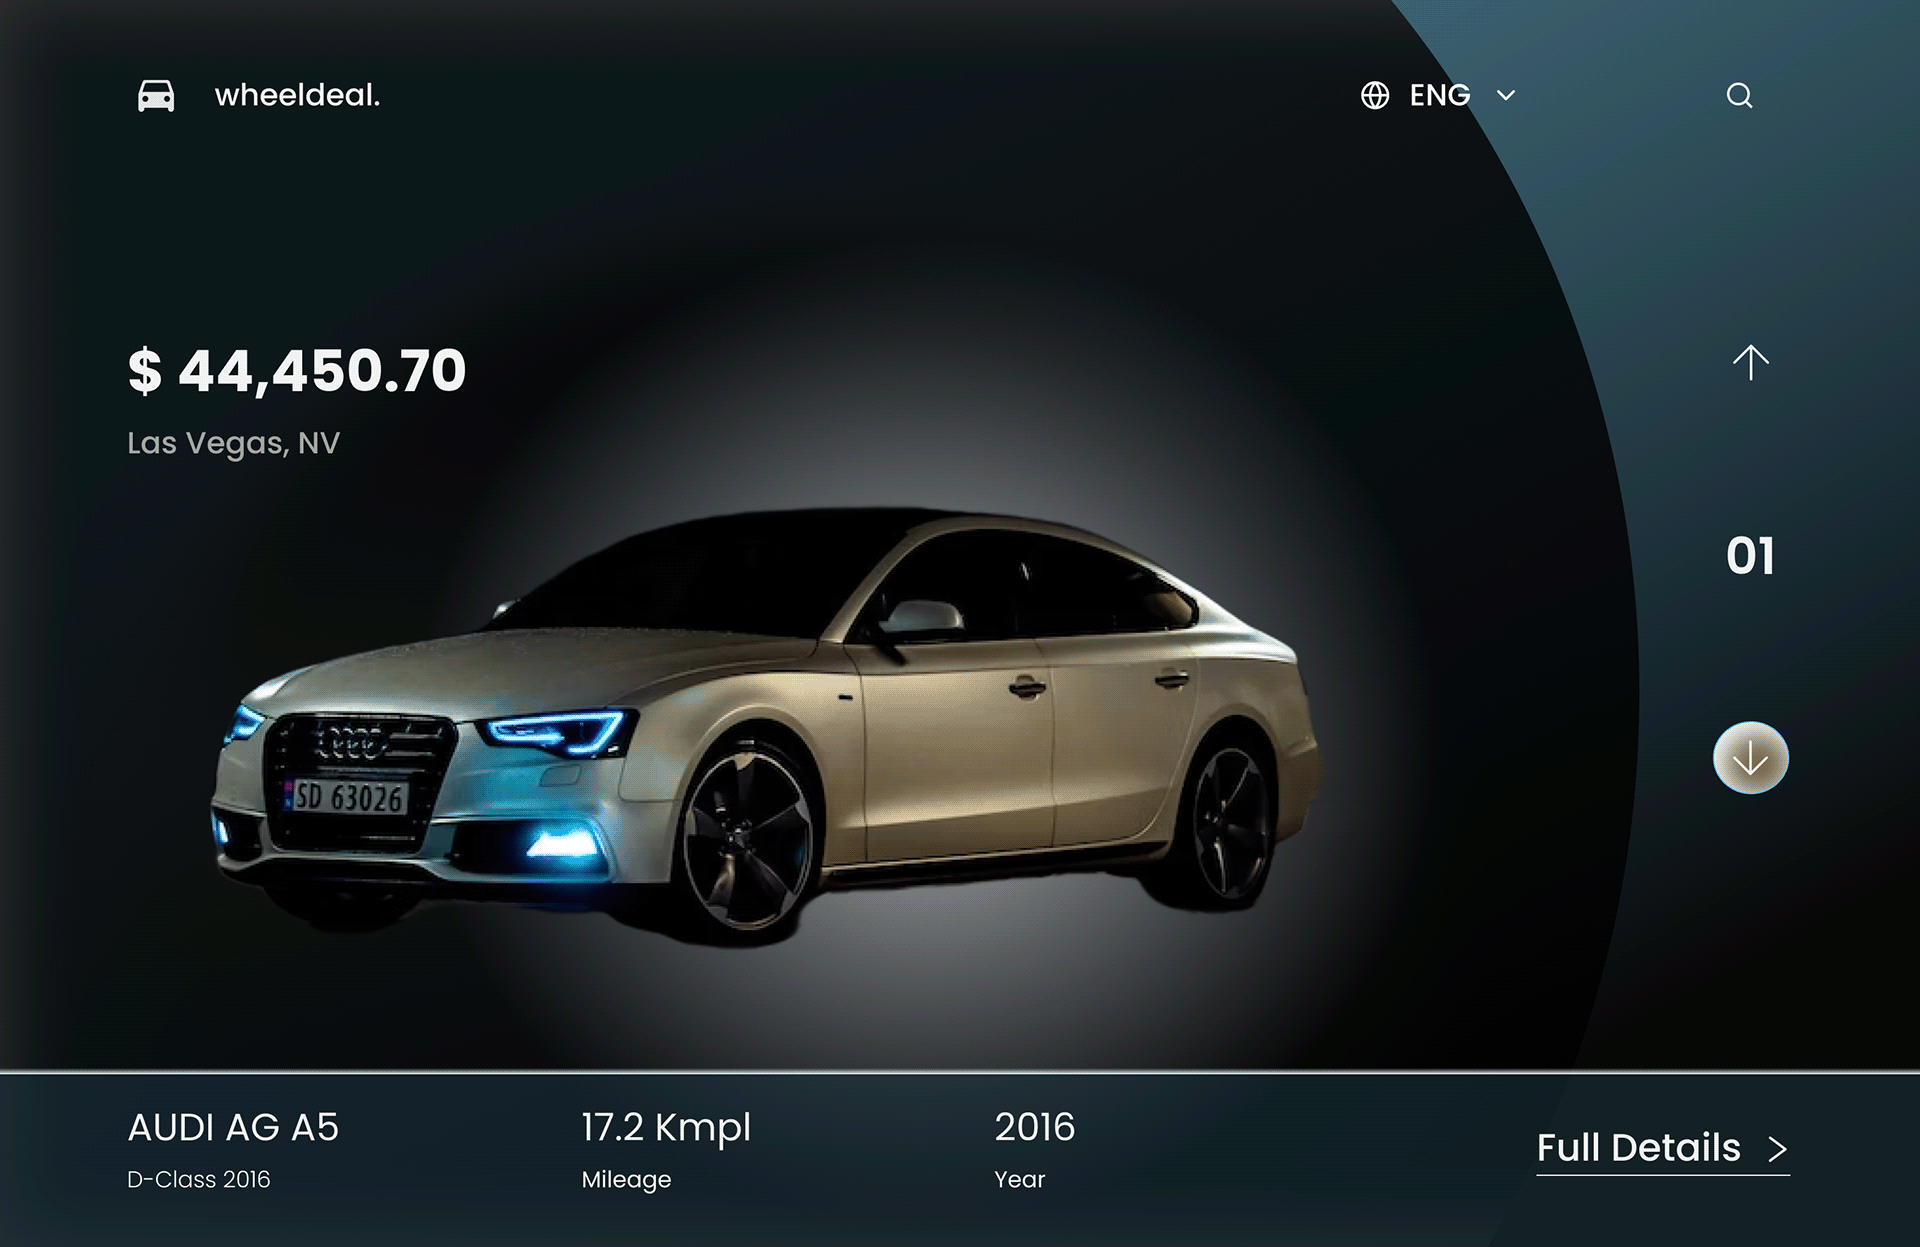 wheeldeal.
ENG
$ 44,450.70
Las Vegas, NV
01
SD 63026
AUDI AG A5
D-Class 2016
17.2 Kmpl
Mileage
2016
Year
Full Details